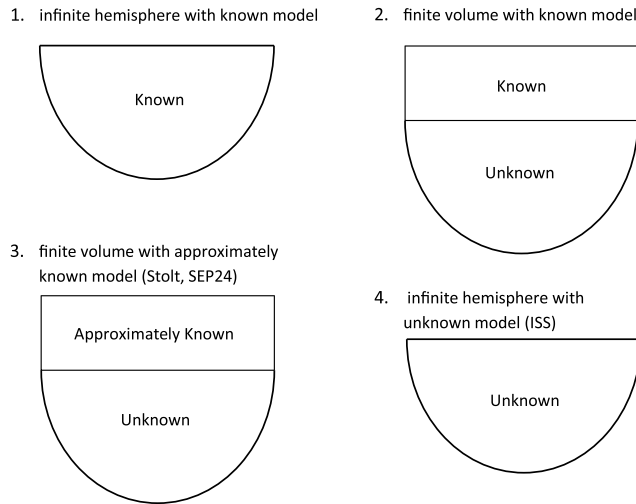 1. infinite hemisphere with known model
Known
2. finite volume with known model
Known
Unknown
3. finite volume with approximately
known model (Stolt, SEP24)
Approximately Known
Unknown
4. infinite hemisphere with
unknown model (ISS)
Unknown